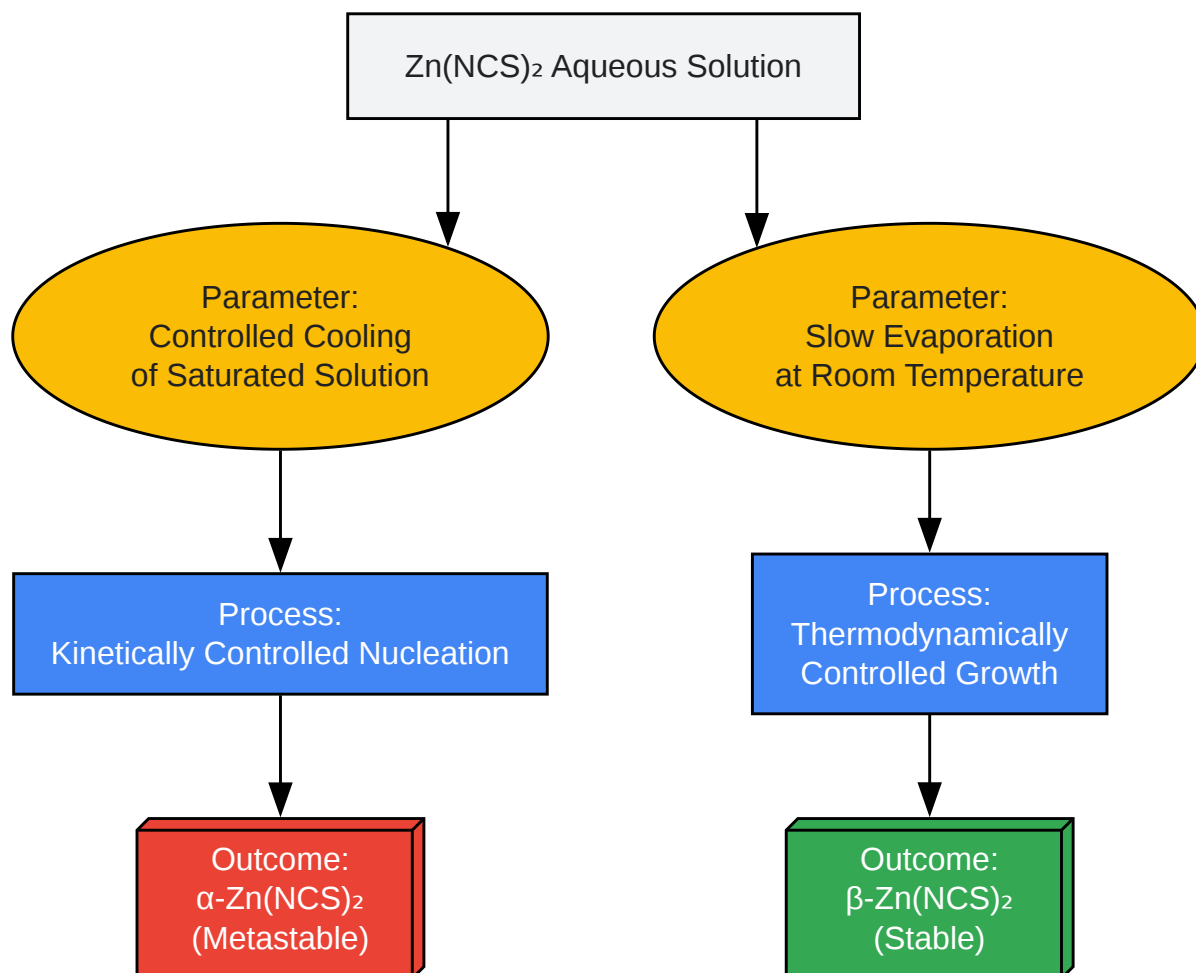 Zn(NCS)₂ Aqueous Solution
Parameter:
Controlled Cooling
of Saturated Solution
Parameter:
Slow Evaporation
at Room Temperature
Process:
Kinetically Controlled Nucleation
Process:
Thermodynamically
Controlled Growth
Outcome:
α-Zn(NCS)₂
(Metastable)
Outcome:
β-Zn(NCS)₂
(Stable)